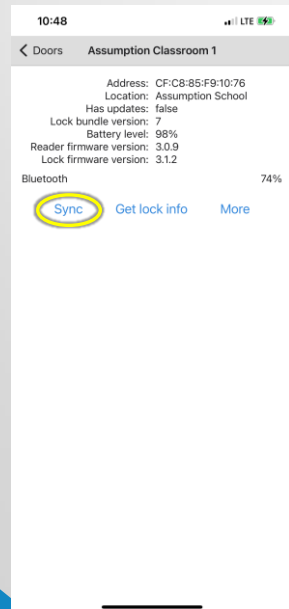 10:48 LTE
Doors Assumption Classroom 1
Address: CF:C8:85:F9:10:76
Location: Assumption School
Has updates: false
Lock bundle version: 7
Battery level: 98%
Reader firmware version: 3.0.9
Lock firmware version: 3.1.2
Bluetooth 74%
Sync Get lock info More